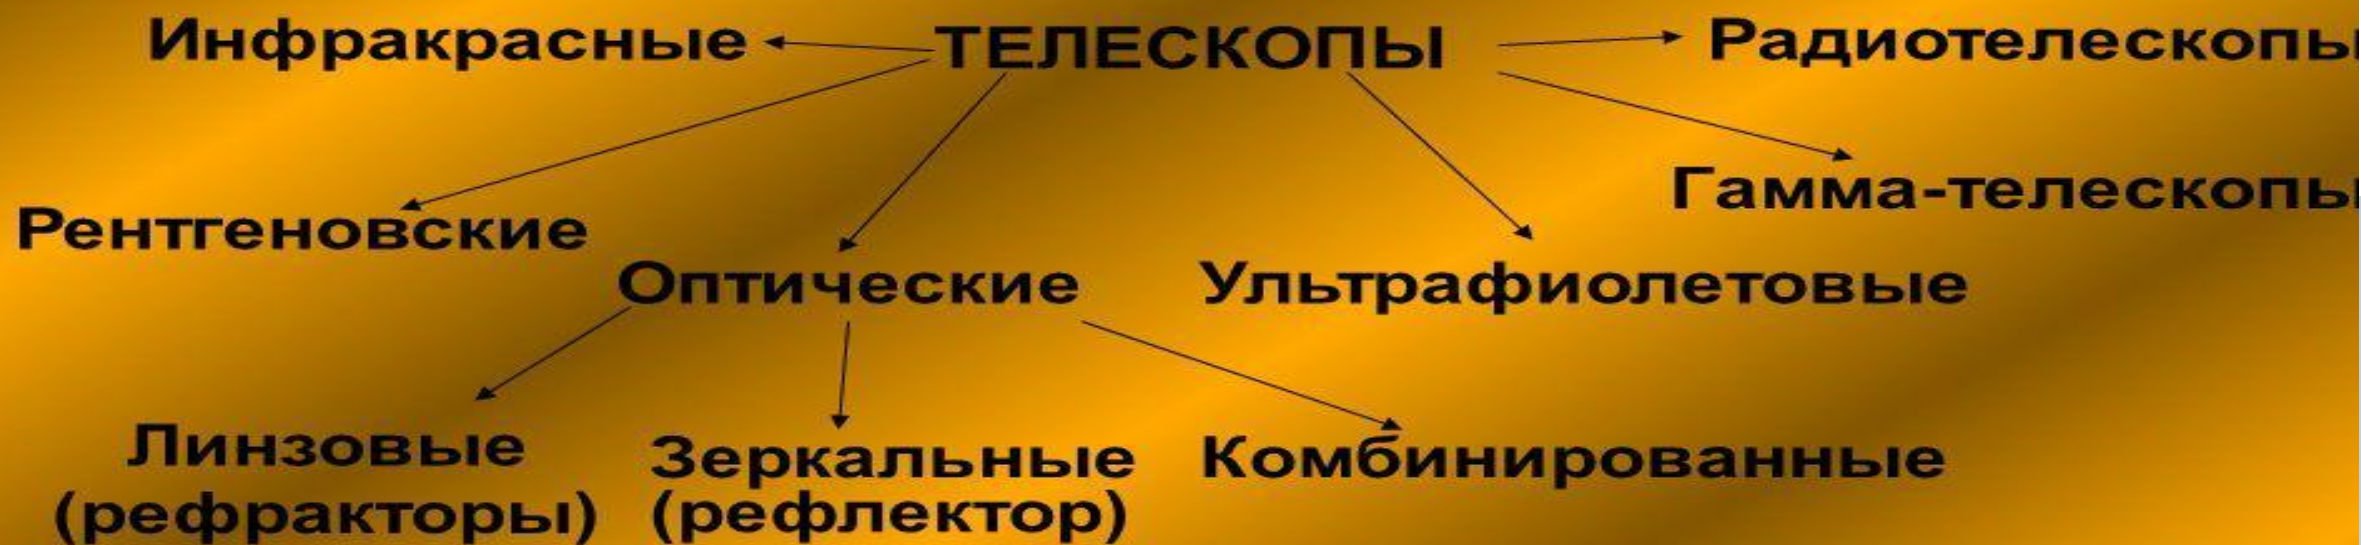 Инфракрасные ТЕЛЕСКОПЫ Радиотелескопы
Гамма-телескопы
Рентгеновские
Оптические Ультрафиолетовые
Линзовые
(рефракторы)
Зеркальные
(рефлектор)
Комбинированные